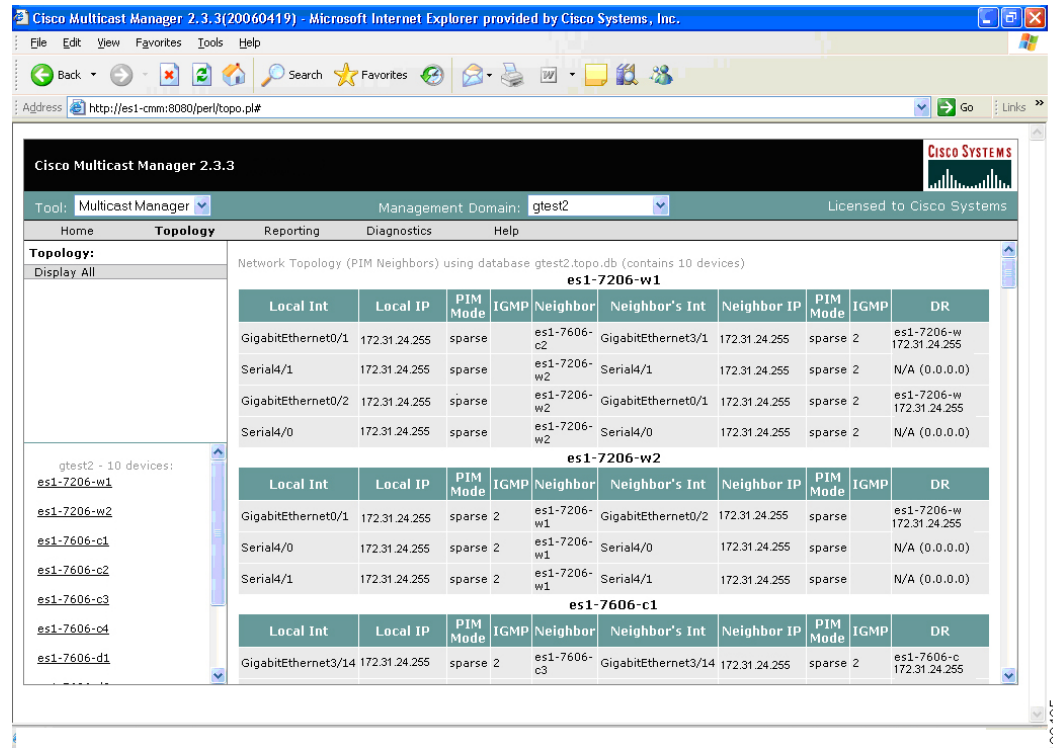 Cisco Multicast Manager 2.3.3(20060419) - Microsoft Internet Explorer provided by Cisco Systems, Inc.
File Edit View Favorites Tools Help
Back Search Favorites
Address http://es1-cmm:8080/perl/topo.pl# Go Links »
Cisco Multicast Manager 2.3.3
CISCO SYSTEMS
Tool: Multicast Manager Management Domain: gtest2 Licensed to Cisco Systems
Home Topology Reporting Diagnostics Help
Topology:
Display All
gtest2 - 10 devices:
es1-7206-w1
es1-7206-w2
es1-7606-c1
es1-7606-c2
es1-7606-c3
es1-7606-c4
es1-7606-d1
Network Topology (PIM Neighbors) using database gtest2.topo.db (contains 10 devices)
es1-7206-w1
Local Int Local IP PIM Mode IGMP Neighbor Neighbor's Int Neighbor IP PIM Mode IGMP DR
GigabitEthernet0/1 172.31.24.255 sparse es1-7606-c2 GigabitEthernet3/1 172.31.24.255 sparse 2 es1-7206-w 172.31.24.255
Serial4/1 172.31.24.255 sparse es1-7206-w2 Serial4/1 172.31.24.255 sparse 2 N/A (0.0.0.0)
GigabitEthernet0/2 172.31.24.255 sparse es1-7206-w2 GigabitEthernet0/1 172.31.24.255 sparse 2 es1-7206-w 172.31.24.255
Serial4/0 172.31.24.255 sparse es1-7206-w2 Serial4/0 172.31.24.255 sparse 2 N/A (0.0.0.0)
es1-7206-w2
Local Int Local IP PIM Mode IGMP Neighbor Neighbor's Int Neighbor IP PIM Mode IGMP DR
GigabitEthernet0/1 172.31.24.255 sparse 2 es1-7206-w1 GigabitEthernet0/2 172.31.24.255 sparse es1-7206-w 172.31.24.255
Serial4/0 172.31.24.255 sparse 2 es1-7206-w1 Serial4/0 172.31.24.255 sparse N/A (0.0.0.0)
Serial4/1 172.31.24.255 sparse 2 es1-7206-w1 Serial4/1 172.31.24.255 sparse N/A (0.0.0.0)
es1-7606-c1
Local Int Local IP PIM Mode IGMP Neighbor Neighbor's Int Neighbor IP PIM Mode IGMP DR
GigabitEthernet3/14 172.31.24.255 sparse 2 es1-7606-c3 GigabitEthernet3/14 172.31.24.255 sparse 2 es1-7606-c 172.31.24.255